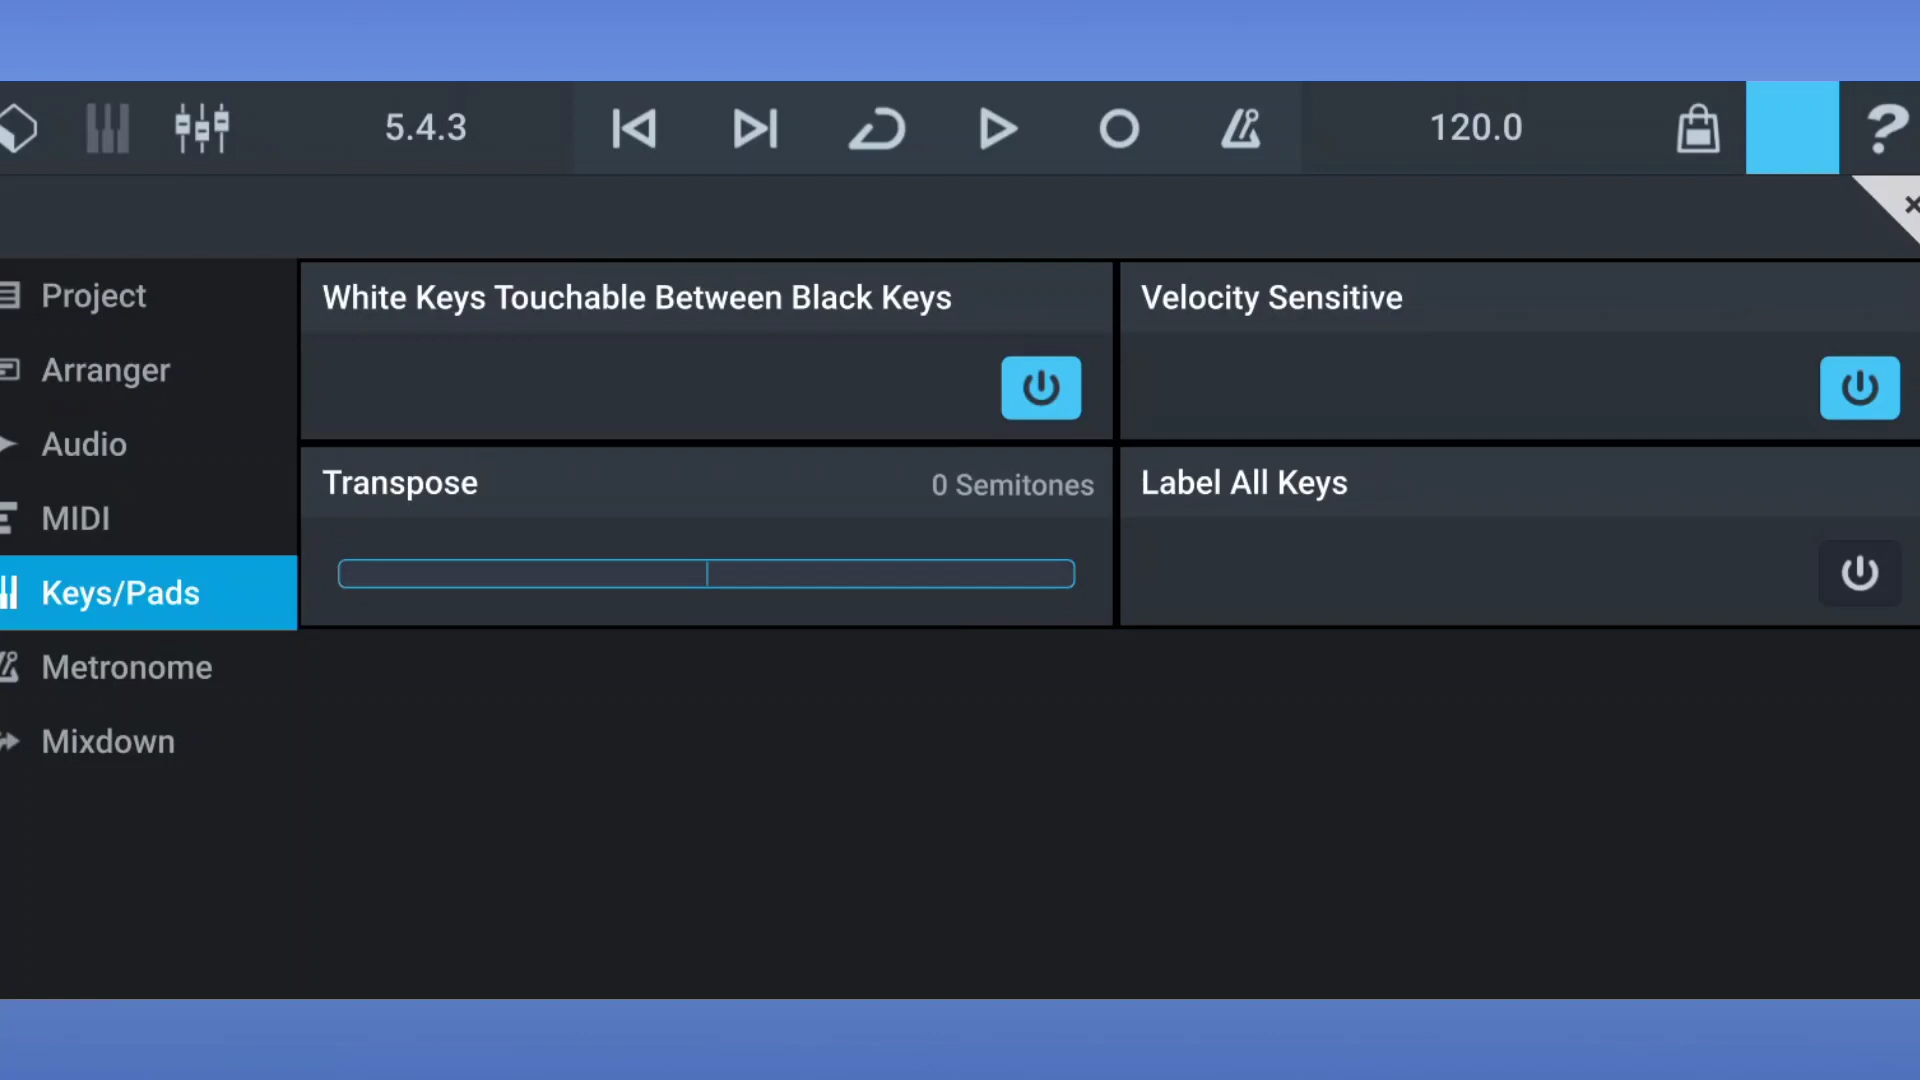 5.4.3
120.0
?
Project
Arranger
Audio
MIDI
Keys/Pads
Metronome
Mixdown
White Keys Touchable Between Black Keys
Velocity Sensitive
Transpose
0 Semitones
Label All Keys